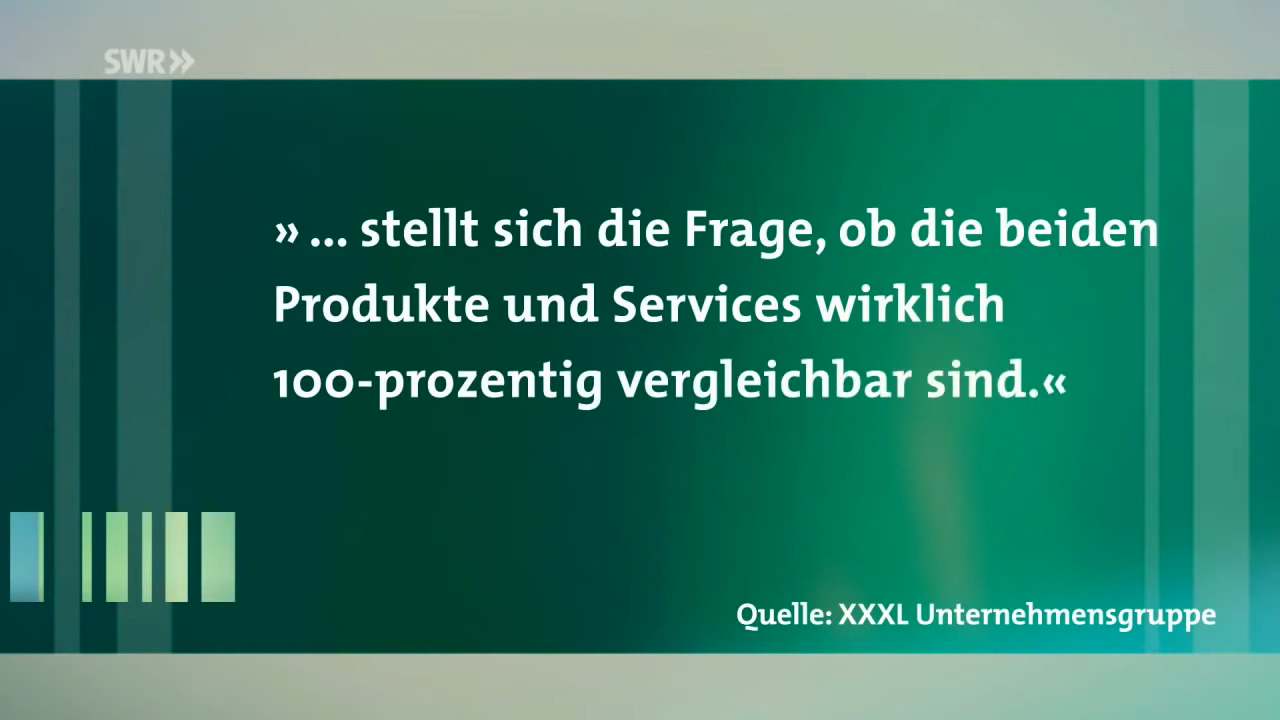 SWR»
» ... stellt sich die Frage, ob die beiden
Produkte und Services wirklich
100-prozentig vergleichbar sind.«
Quelle: XXXL Unternehmensgruppe